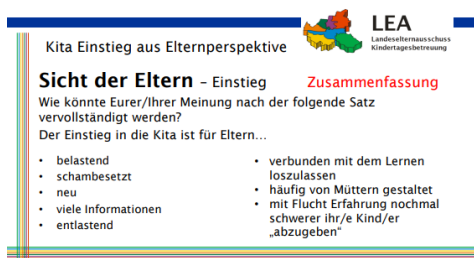 LEA
Landeselternausschuss
Kindertagesbetreuung
Kita Einstieg aus Elternperspektive
Sicht der Eltern – Einstieg Zusammenfassung
Wie könnte Eurer/Ihrer Meinung nach der folgende Satz
vervollständigt werden?
Der Einstieg in die Kita ist für Eltern…
• belastend
• schambesetzt
• neu
• viele Informationen
• entlastend
• verbunden mit dem Lernen
loszulassen
• häufig von Müttern gestaltet
• mit Flucht Erfahrung nochmal
schwerer ihr/e Kind/er
„abzugeben“